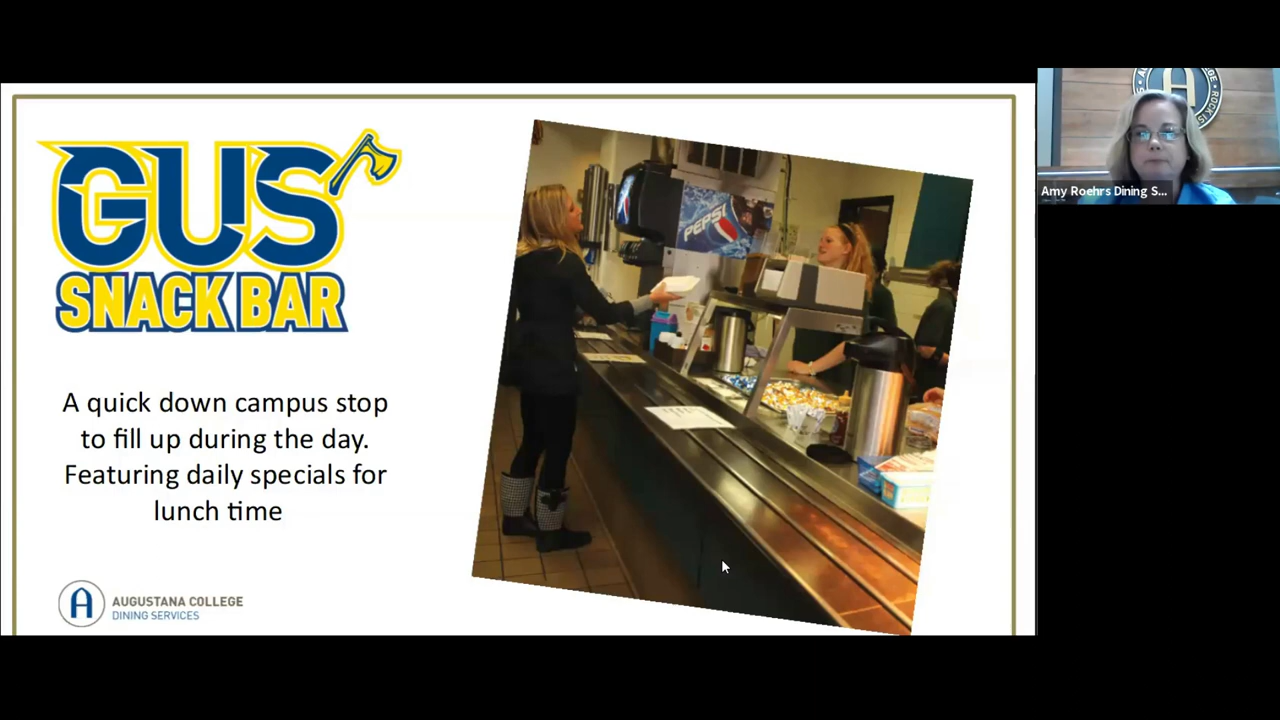 GUS
SNACK BAR
A quick down campus stop
to fill up during the day.
Featuring daily specials for
lunch time
A
AUGUSTANA COLLEGE
DINING SERVICES
PEPSI
Amy Roehrs Dining S...